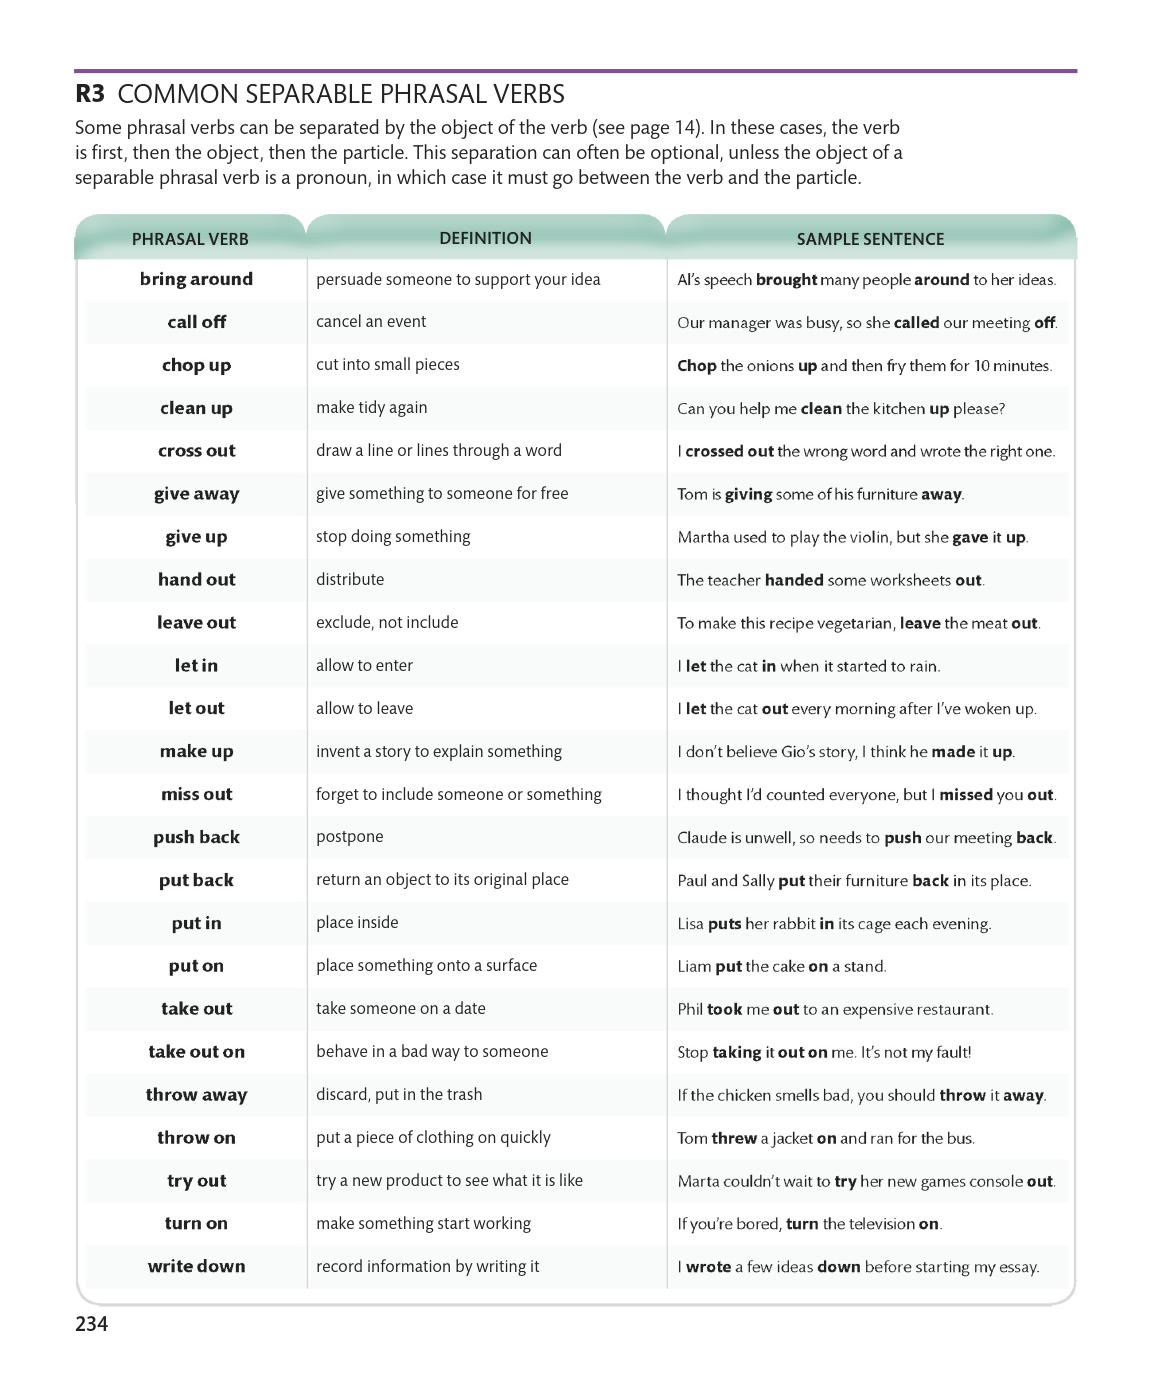 R3 COMMON SEPARABLE PHRASAL VERBS
Some phrasal verbs can be separated by the object of the verb (see page 14). In these cases, the verb
is first, then the object, then the particle. This separation can often be optional, unless the object of a
separable phrasal verb is a pronoun, in which case it must go between the verb and the particle.
PHRASAL VERB DEFINITION SAMPLE SENTENCE
bring around persuade someone to support your idea Al’s speech brought many people around to her ideas.
call off cancel an event Our manager was busy, so she called our meeting off.
chop up cut into small pieces Chop the onions up and then fry them for 10 minutes.
clean up make tidy again Can you help me clean the kitchen up please?
cross out draw a line or lines through a word I crossed out the wrong word and wrote the right one.
give away give something to someone for free Tom is giving some of his furniture away.
give up stop doing something Martha used to play the violin, but she gave it up.
hand out distribute The teacher handed some worksheets out.
leave out exclude, not include To make this recipe vegetarian, leave the meat out.
let in allow to enter I let the cat in when it started to rain.
let out allow to leave I let the cat out every morning after I’ve woken up.
make up invent a story to explain something I don’t believe Gio’s story, I think he made it up.
miss out forget to include someone or something I thought I’d counted everyone, but I missed you out.
push back postpone Claude is unwell, so needs to push our meeting back.
put back return an object to its original place Paul and Sally put their furniture back in its place.
put in place inside Lisa puts her rabbit in its cage each evening.
put on place something onto a surface Liam put the cake on a stand.
take out take someone on a date Phil took me out to an expensive restaurant.
take out on behave in a bad way to someone Stop taking it out on me. It’s not my fault!
throw away discard, put in the trash If the chicken smells bad, you should throw it away.
throw on put a piece of clothing on quickly Tom threw a jacket on and ran for the bus.
try out try a new product to see what it is like Marta couldn’t wait to try her new games console out.
turn on make something start working If you’re bored, turn the television on.
write down record information by writing it I wrote a few ideas down before starting my essay.
234